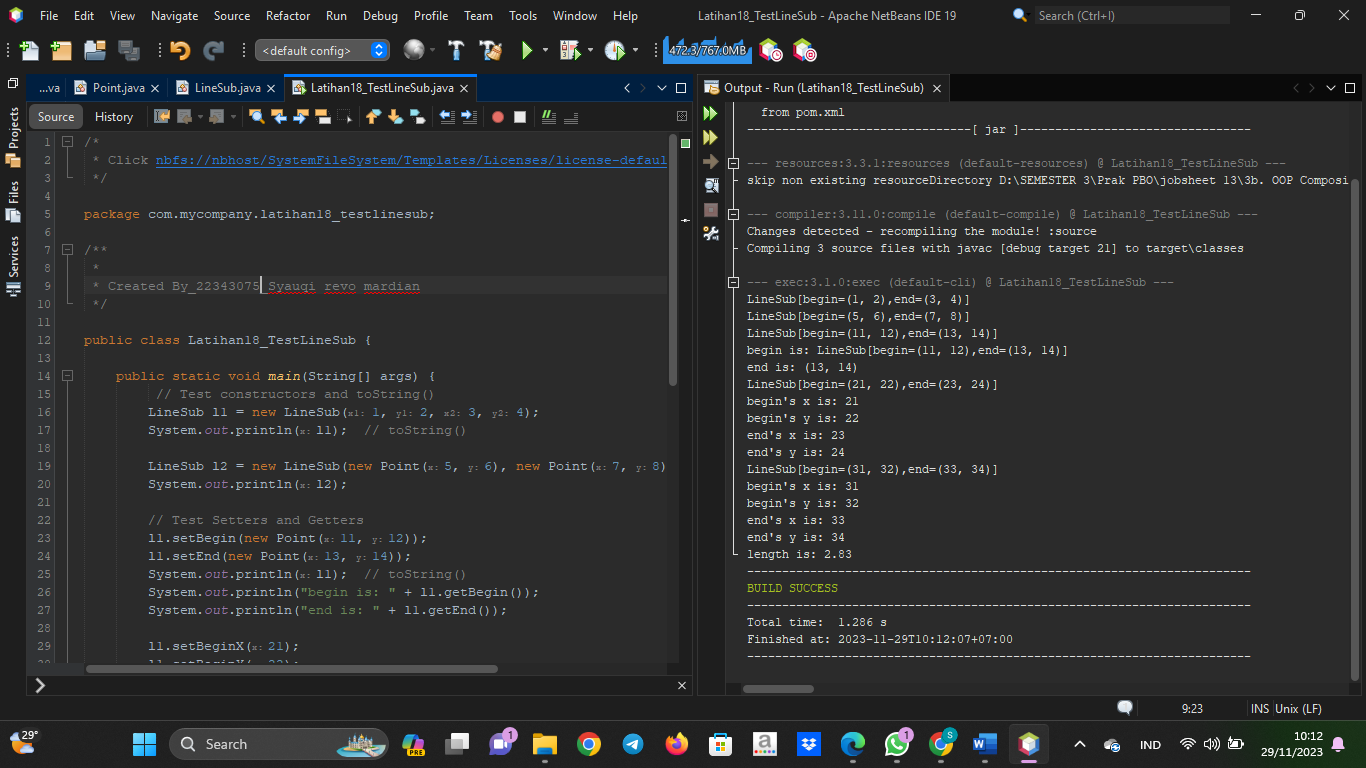 File Edit View Navigate Source Refactor Run Debug Profile Team Tools Window Help
Latihan18_TestLineSub - Apache NetBeans IDE 19
Search (Ctrl+I)
<default config>
472.3/767.0MB
...va Point.java LineSub.java Latihan18_TestLineSub.java
Source History
Projects
Files
Services
1 /*
2 * Click nbfs://nbhost/SystemFileSystem/Templates/Licenses/license-defaul
3 */
4
5 package com.mycompany.latihan18_testlinesub;
6
7 /**
8 *
9 * Created By_22343075_Syauqi revo mardian
10 */
11
12 public class Latihan18_TestLineSub {
13
14 public static void main(String[] args) {
15 // Test constructors and toString()
16 LineSub l1 = new LineSub(x1: 1, y1: 2, x2: 3, y2: 4);
17 System.out.println(x: l1);  // toString()
18
19 LineSub l2 = new LineSub(new Point(x: 5, y: 6), new Point(x: 7, y: 8)
20 System.out.println(x: l2);
21
22 // Test Setters and Getters
23 l1.setBegin(new Point(x: 11, y: 12));
24 l1.setEnd(new Point(x: 13, y: 14));
25 System.out.println(x: l1);  // toString()
26 System.out.println("begin is: " + l1.getBegin());
27 System.out.println("end is: " + l1.getEnd());
28
29 l1.setBeginX(x: 21);
Output - Run (Latihan18_TestLineSub)
from pom.xml
--------------------------------[ jar ]---------------------------------
--- resources:3.3.1:resources (default-resources) @ Latihan18_TestLineSub ---
skip non existing resourceDirectory D:\SEMESTER 3\Prak PBO\jobsheet 13\3b. OOP Composi
--- compiler:3.11.0:compile (default-compile) @ Latihan18_TestLineSub ---
Changes detected - recompiling the module! :source
Compiling 3 source files with javac [debug target 21] to target\classes
--- exec:3.1.0:exec (default-cli) @ Latihan18_TestLineSub ---
LineSub[begin=(1, 2),end=(3, 4)]
LineSub[begin=(5, 6),end=(7, 8)]
LineSub[begin=(11, 12),end=(13, 14)]
begin is: LineSub[begin=(11, 12),end=(13, 14)]
end is: (13, 14)
LineSub[begin=(21, 22),end=(23, 24)]
begin's x is: 21
begin's y is: 22
end's x is: 23
end's y is: 24
LineSub[begin=(31, 32),end=(33, 34)]
begin's x is: 31
begin's y is: 32
end's x is: 33
end's y is: 34
length is: 2.83
------------------------------------------------------------------------
BUILD SUCCESS
------------------------------------------------------------------------
Total time:  1.286 s
Finished at: 2023-11-29T10:12:07+07:00
------------------------------------------------------------------------
9:23 INS Unix (LF)
29°
Search
PRE
1
a
S
1
W
IND
10:12
29/11/2023